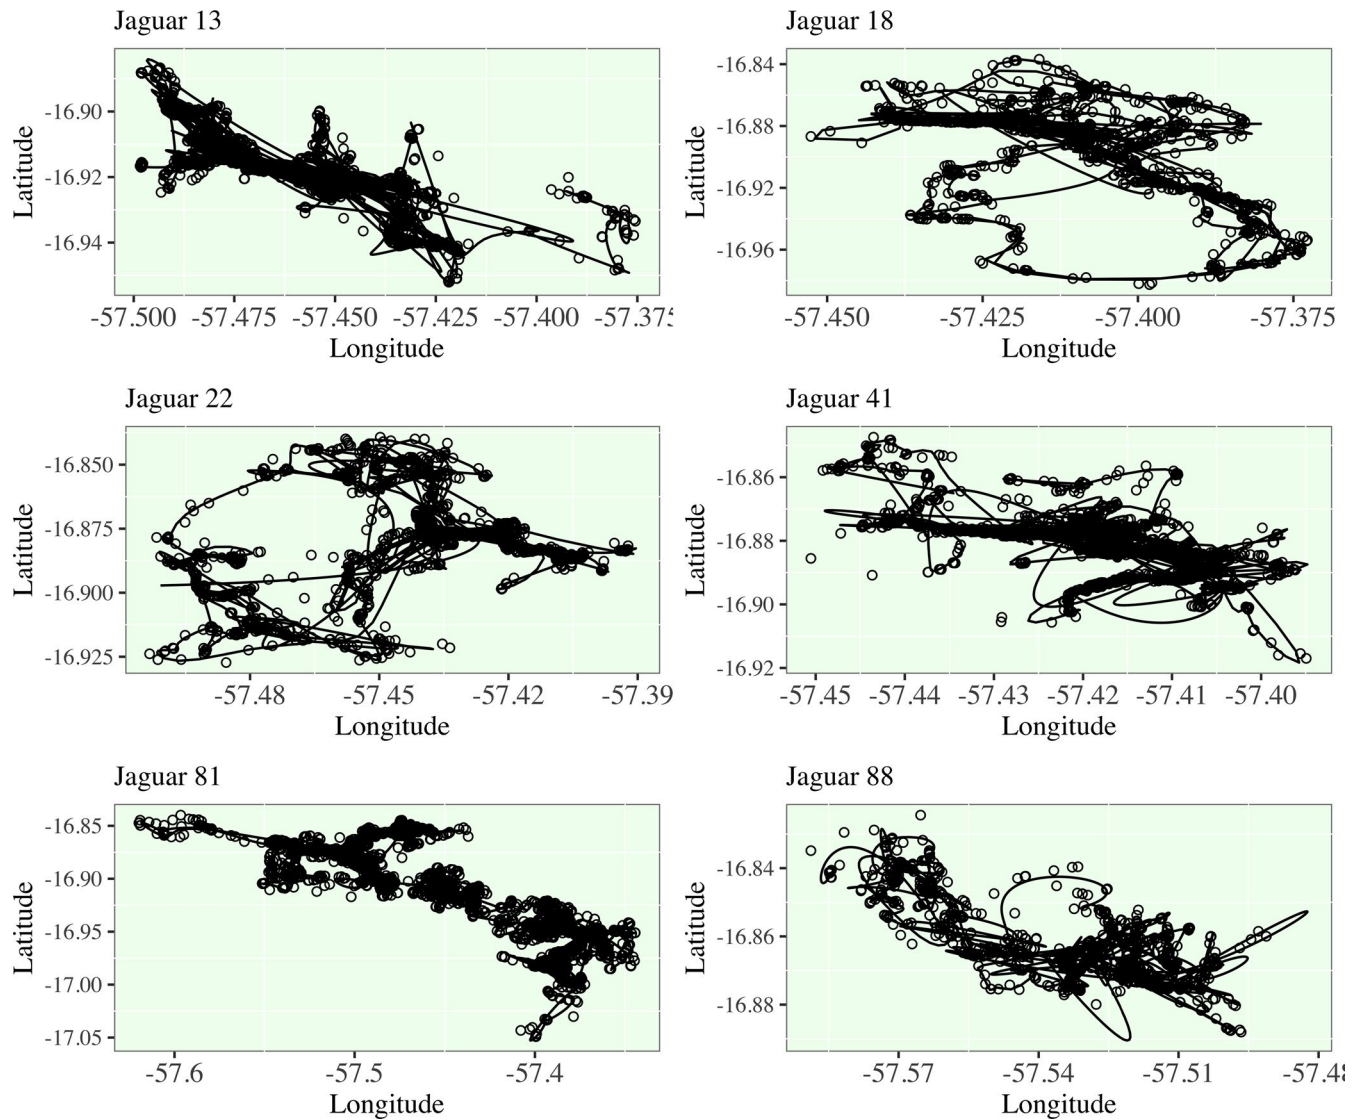 Jaguar 13
-16.90
-16.92
-16.94
Latitude
-57.500 -57.475 -57.450 -57.425 -57.400 -57.375
Longitude
Jaguar 18
-16.84
-16.88
-16.92
-16.96
Latitude
-57.450 -57.425 -57.400 -57.375
Longitude
Jaguar 22
-16.850
-16.875
-16.900
-16.925
Latitude
-57.48 -57.45 -57.42 -57.39
Longitude
Jaguar 41
-16.86
-16.88
-16.90
-16.92
Latitude
-57.45 -57.44 -57.43 -57.42 -57.41 -57.40
Longitude
Jaguar 81
-16.85
-16.90
-16.95
-17.00
-17.05
Latitude
-57.6 -57.5 -57.4
Longitude
Jaguar 88
-16.84
-16.86
-16.88
Latitude
-57.57 -57.54 -57.51 -57.48
Longitude